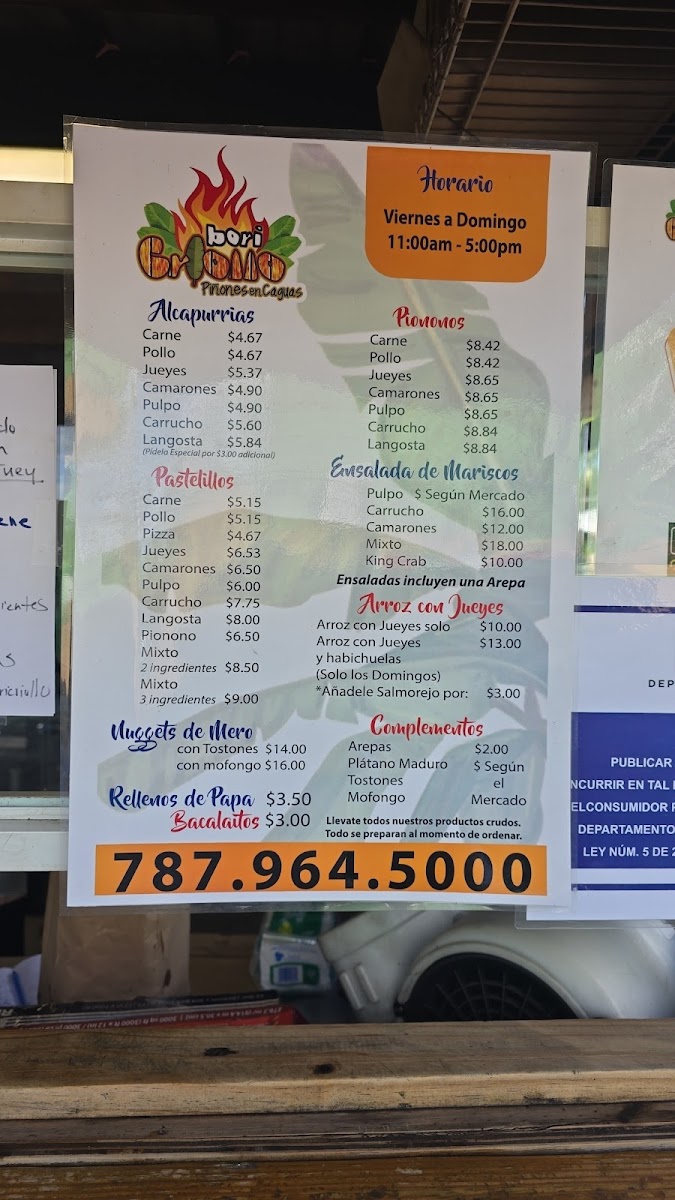 bori
Criollo
Piñones en Caguas
Horario
Viernes a Domingo
11:00am - 5:00pm
Alcapurrias
Carne $4.67
Pollo $4.67
Jueyes $5.37
Camarones $4.90
Pulpo $4.90
Carrucho $5.60
Langosta $5.84
(Pídela Especial por $3.00 adicional)
Pastelillos
Carne $5.15
Pollo $5.15
Pizza $4.67
Jueyes $6.53
Camarones $6.50
Pulpo $6.00
Carrucho $7.75
Langosta $8.00
Pionono $6.50
Mixto
2 ingredientes $8.50
Mixto
3 ingredientes $9.00
Nuggets de Mero
con Tostones $14.00
con mofongo $16.00
Rellenos de Papa $3.50
Bacalaitos $3.00
Piononos
Carne $8.42
Pollo $8.42
Jueyes $8.65
Camarones $8.65
Pulpo $8.65
Carrucho $8.84
Langosta $8.84
Ensalada de Mariscos
Pulpo $ Según Mercado
Carrucho $16.00
Camarones $12.00
Mixto $18.00
King Crab $10.00
Ensaladas incluyen una Arepa
Arroz con Jueyes
Arroz con Jueyes solo $10.00
Arroz con Jueyes $13.00
y habichuelas
(Solo los Domingos)
*Añadele Salmorejo por: $3.00
Complementos
Arepas $2.00
Plátano Maduro $ Según
Tostones el
Mofongo Mercado
Llevate todos nuestros productos crudos.
Todo se preparan al momento de ordenar.
787.964.5000
DEP
PUBLICAR
NCURRIR EN TAL
ELCONSUMIDOR
DEPARTAMENTO
LEY NÚM. 5 DE 2